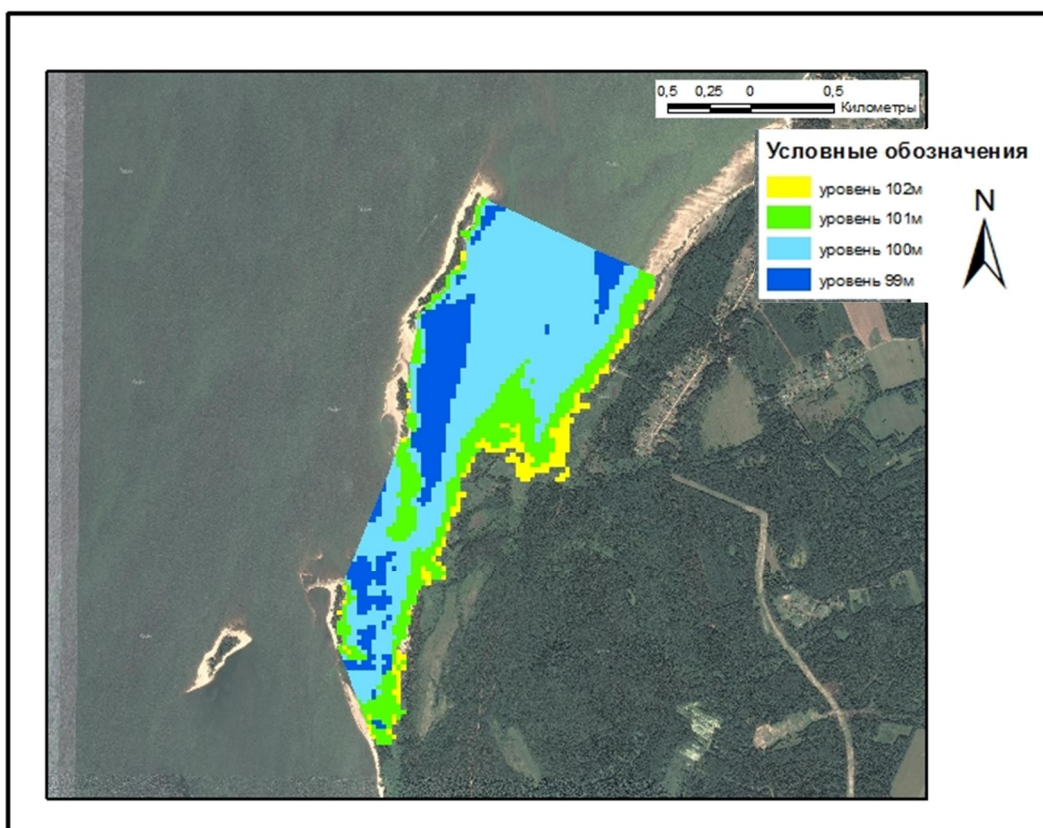 0,5 0,25 0 0,5
Километры
Условные обозначения
уровень 102м
уровень 101м
уровень 100м
уровень 99м
N